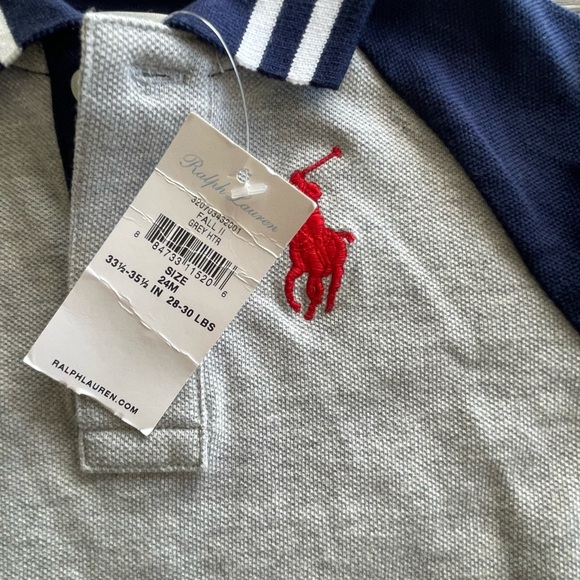 Ralph Lauren
320703432001
FALL II
GREY HTR
8 84733 11520 6
SIZE
24M
33½-35½ IN 28-30 LBS
RALPHLAUREN.COM